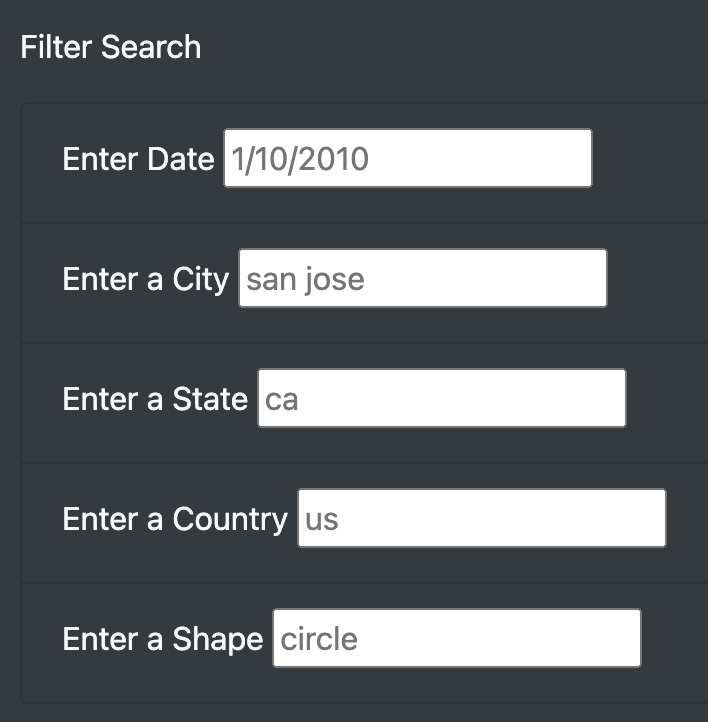 Filter Search
Enter Date 1/10/2010
Enter a City san jose
Enter a State ca
Enter a Country us
Enter a Shape circle